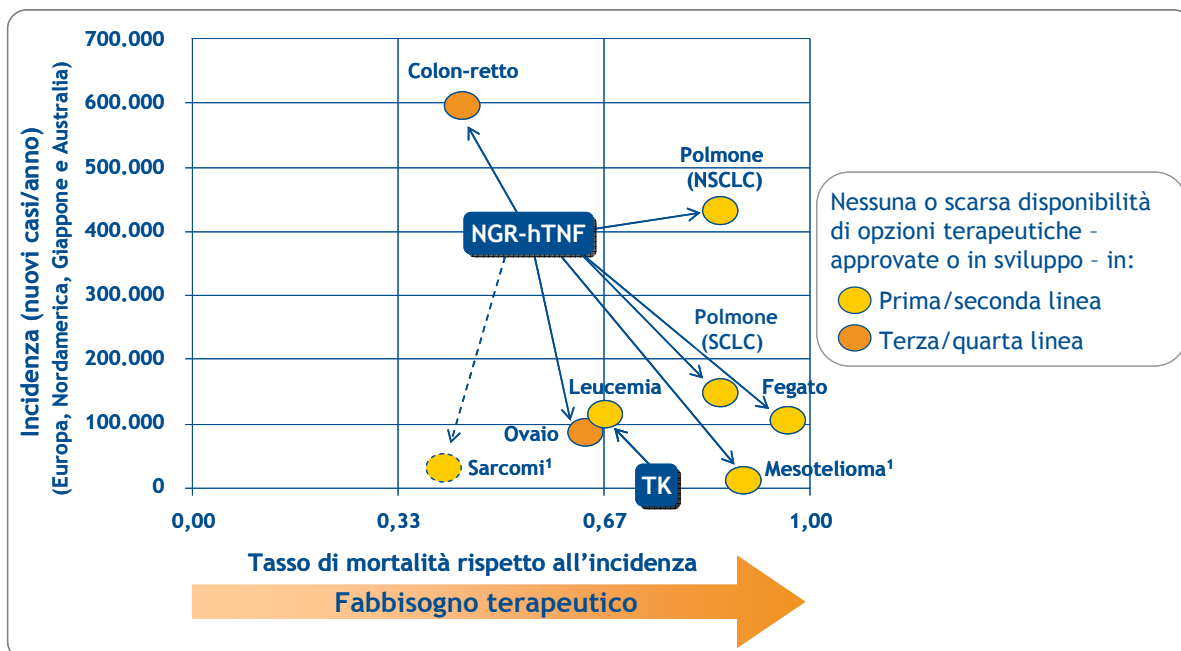 700.000
600.000
500.000
400.000
300.000
200.000
100.000
0
Incidenza (nuovi casi/anno)
(Europa, Nordamerica, Giappone e Australia)
Colon-retto
Polmone
(NSCLC)
NGR-hTNF
Polmone
(SCLC)
Leucemia
Fegato
Ovaio
Sarcomi¹
TK
Mesotelioma¹
0,00
0,33
0,67
1,00
Tasso di mortalità rispetto all’incidenza
Fabbisogno terapeutico
Nessuna o scarsa disponibilità
di opzioni terapeutiche –
approvate o in sviluppo – in:
Prima/seconda linea
Terza/quarta linea